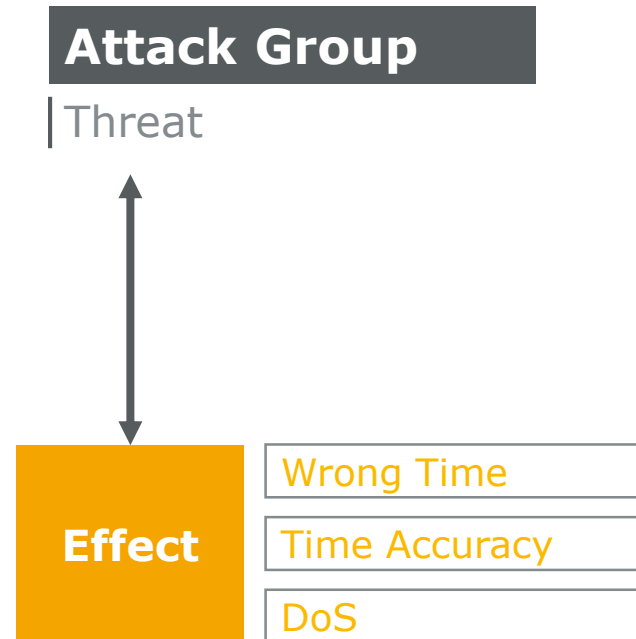 Attack Group
Threat
Effect
Wrong Time
Time Accuracy
DoS